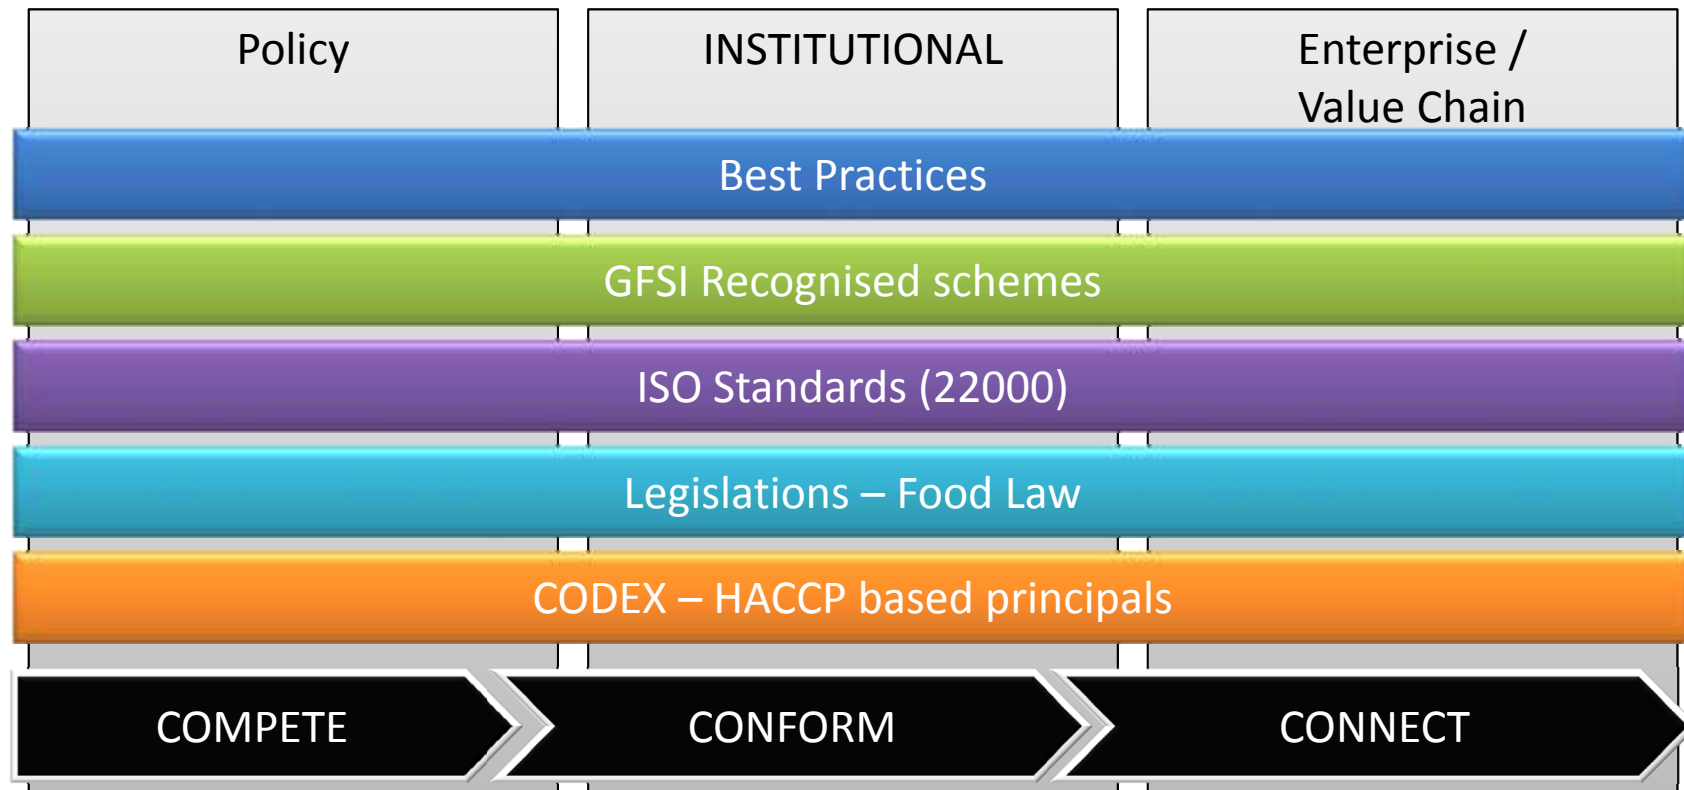 Policy
INSTITUTIONAL
Enterprise /
Value Chain
Best Practices
GFSI Recognised schemes
ISO Standards (22000)
Legislations – Food Law
CODEX – HACCP based principals
COMPETE
CONFORM
CONNECT